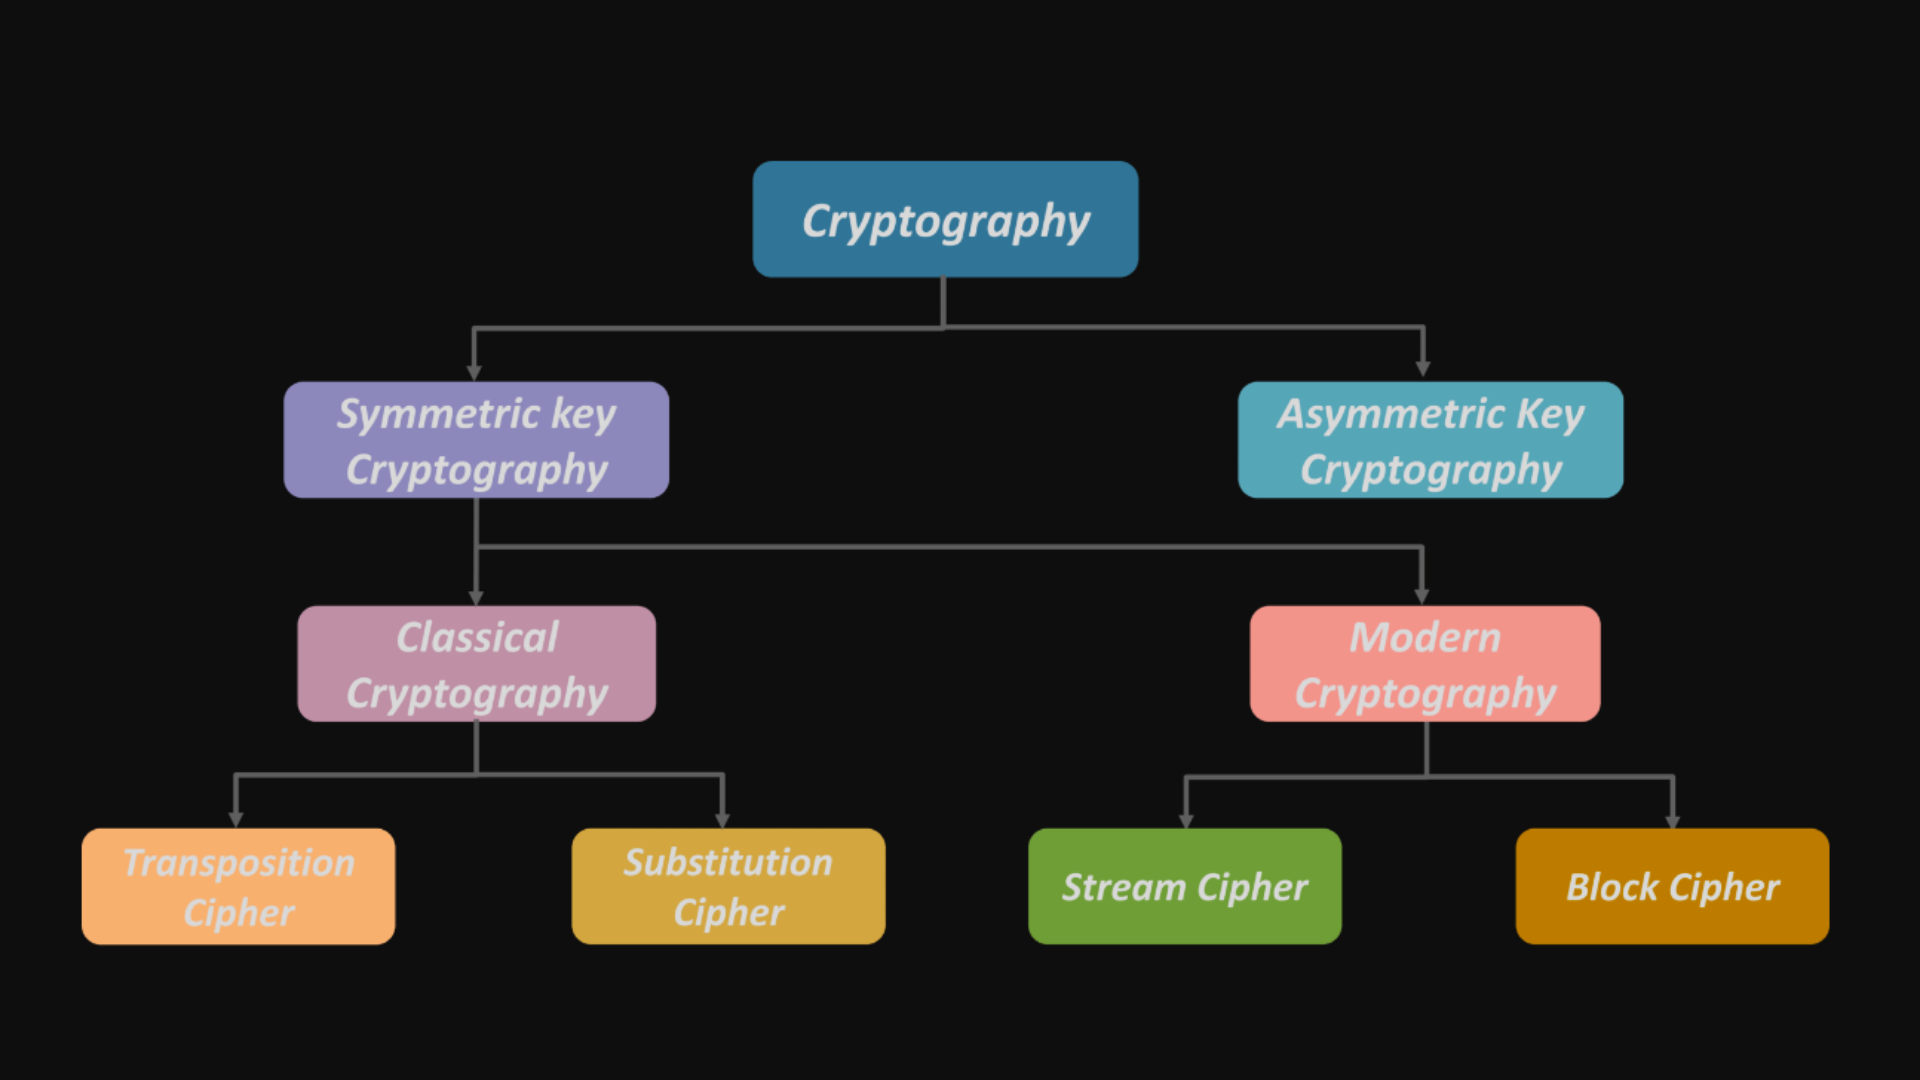 Cryptography
Symmetric key
Cryptography
Asymmetric Key
Cryptography
Classical
Cryptography
Modern
Cryptography
Transposition
Cipher
Substitution
Cipher
Stream Cipher
Block Cipher